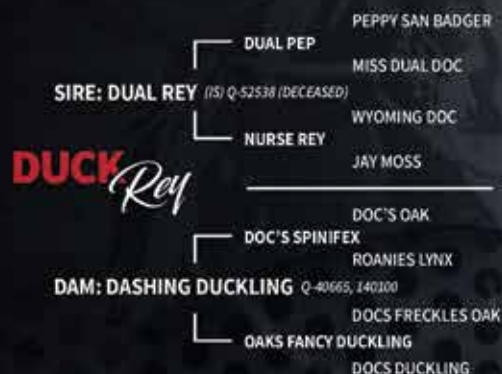 PEPPY SAN BADGER
DUAL PEP
MISS DUAL DOC
SIRE: DUAL REY (IS) Q-52538 (DECEASED)
WYOMING DOC
NURSE REY
JAY MOSS
DUCK Rey
DOC'S OAK
DOC'S SPINIFEX
ROANIES LYNX
DAM: DASHING DUCKLING Q-40665, 140100
DOCS FRECKLES OAK
OAKS FANCY DUCKLING
DOCS DUCKLING